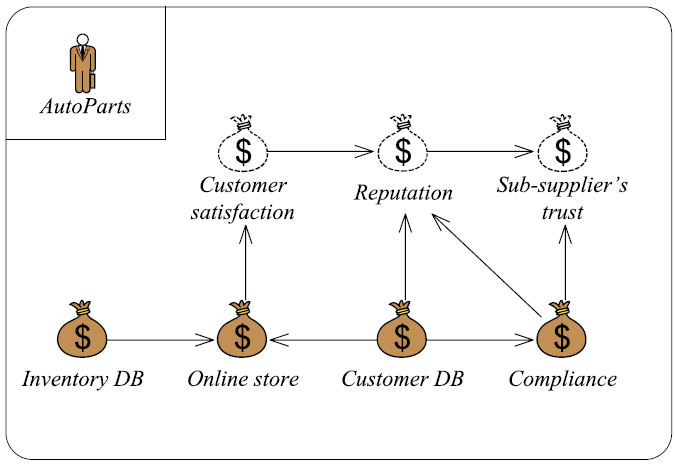 AutoParts
$ $ $
Customer
satisfaction
Reputation
Sub-supplier's
trust
$ $ $ $
Inventory DB
Online store
Customer DB
Compliance